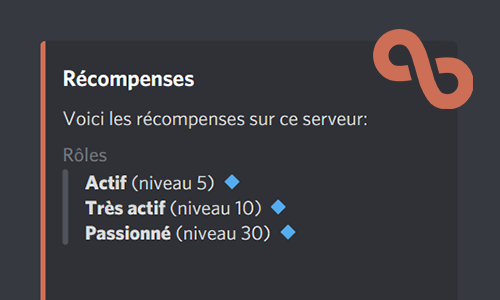 Récompenses
Voici les récompenses sur ce serveur:
Rôles
Actif (niveau 5)
Très actif (niveau 10)
Passionné (niveau 30)